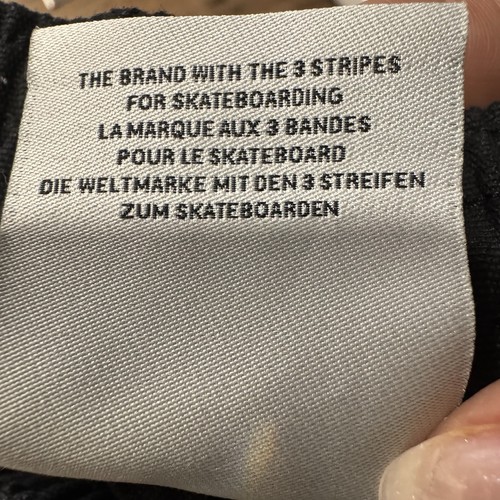 THE BRAND WITH THE 3 STRIPES
FOR SKATEBOARDING
LA MARQUE AUX 3 BANDES
POUR LE SKATEBOARD
DIE WELTMARKE MIT DEN 3 STREIFEN
ZUM SKATEBOARDEN